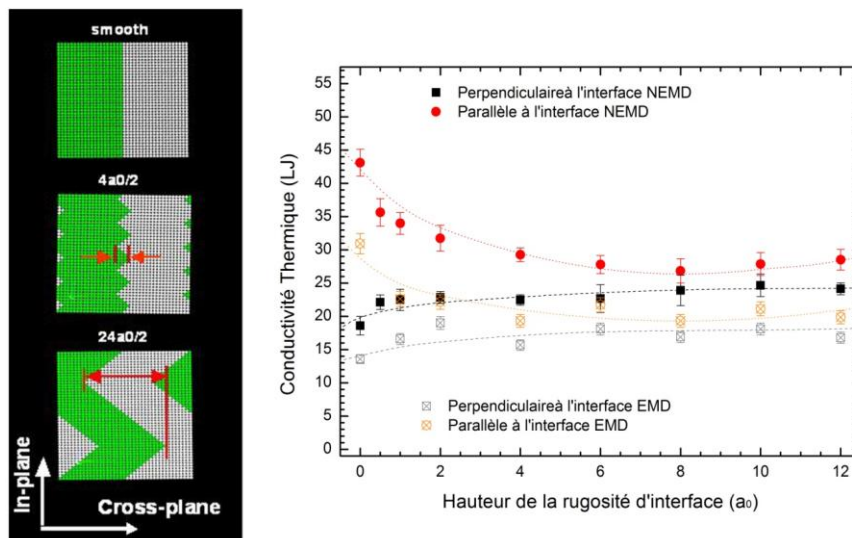 smooth
4a0/2
24a0/2
In-plane
Cross-plane
Conductivité Thermique (LJ)
55
50
45
40
35
30
25
20
15
10
5
0
Perpendiculaireà l'interface NEMD
Parallèle à l'interface NEMD
Perpendiculaireà l'interface EMD
Parallèle à l'interface EMD
0 2 4 6 8 10 12
Hauteur de la rugosité d'interface (a₀)